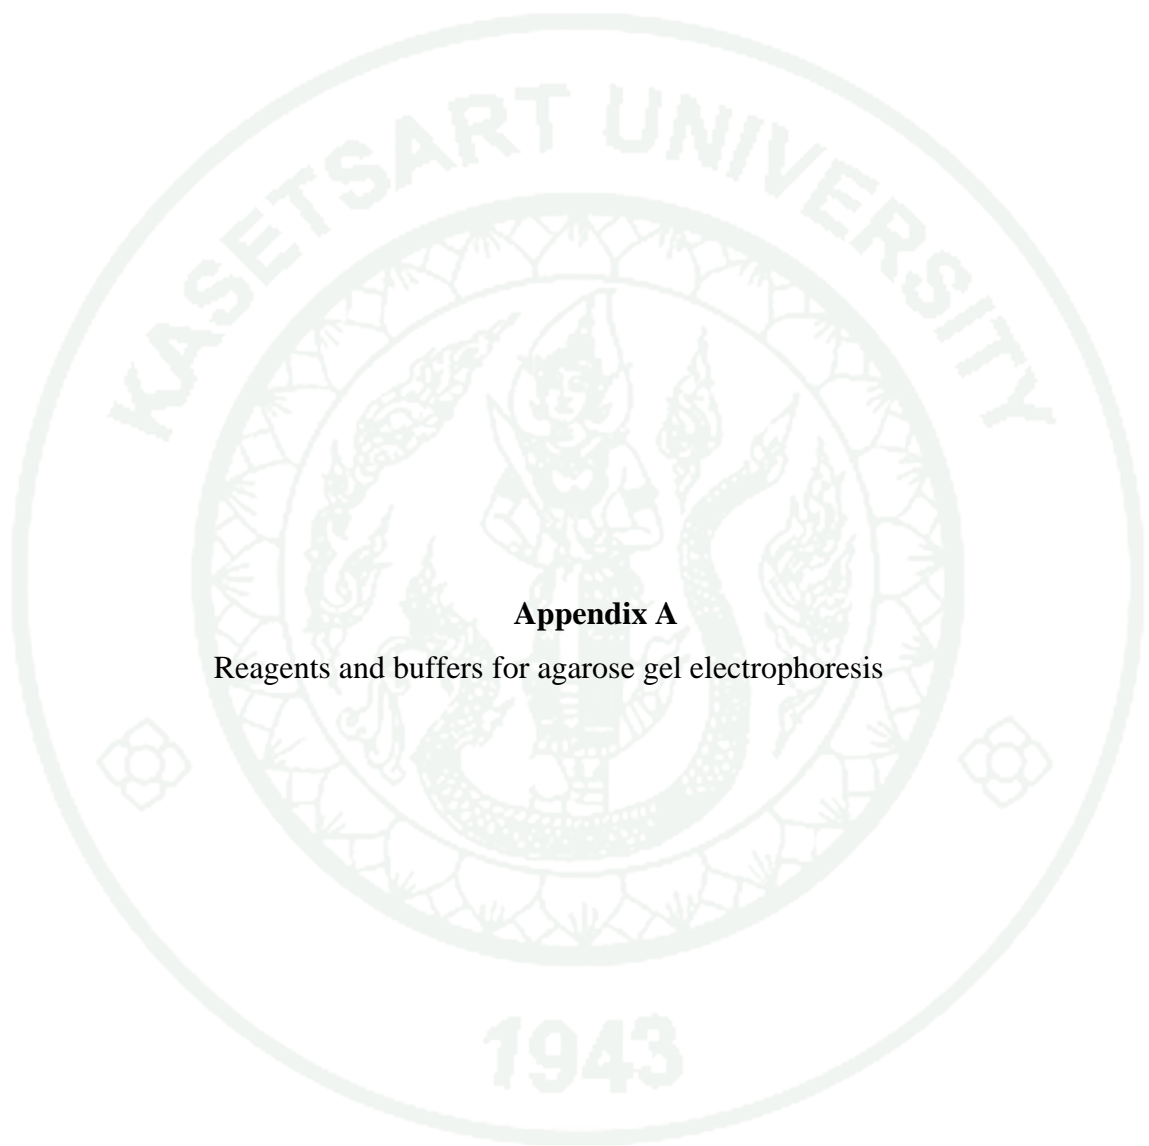 KASETSART UNIVERSITY
Appendix A
Reagents and buffers for agarose gel electrophoresis
1943